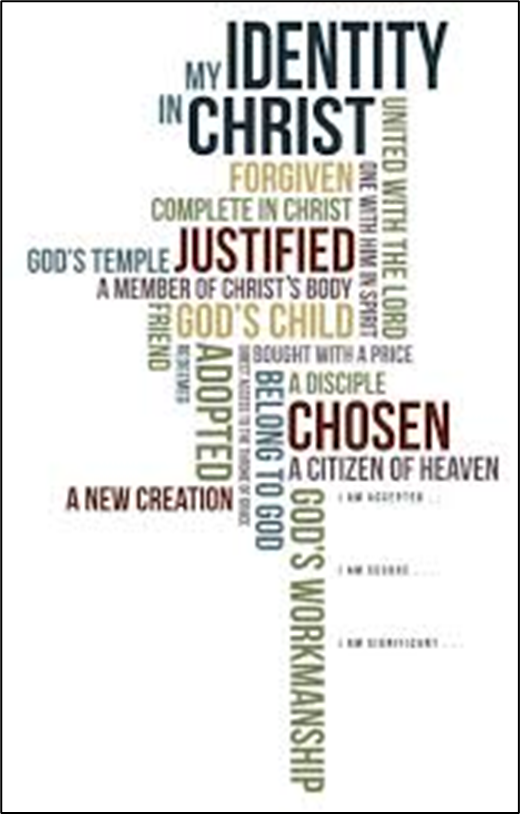 MY IDENTITY
IN CHRIST
UNITED WITH THE LORD
ONE WITH HIM IN SPIRIT
FORGIVEN
COMPLETE IN CHRIST
GOD'S TEMPLE JUSTIFIED
A MEMBER OF CHRIST'S BODY
FRIEND
GOD'S CHILD
REDEEMED
ADOPTED
DIRECT ACCESS TO THE THRONE OF GRACE
BOUGHT WITH A PRICE
BELONG TO GOD
A DISCIPLE
CHOSEN
A CITIZEN OF HEAVEN
A NEW CREATION
GOD'S WORKMANSHIP
I AM ACCEPTED ...
I AM SECURE ....
I AM SIGNIFICANT ...